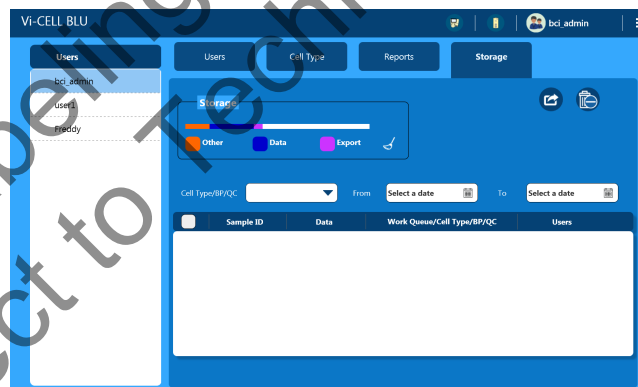 Vi-CELL BLU
bci_admin
Users
Users
Cell Type
Reports
Storage
bci_admin
user1
Freddy
Storage
Other
Data
Export
Cell Type/BP/QC
From
Select a date
To
Select a date
Sample ID
Data
Work Queue/Cell Type/BP/QC
Users